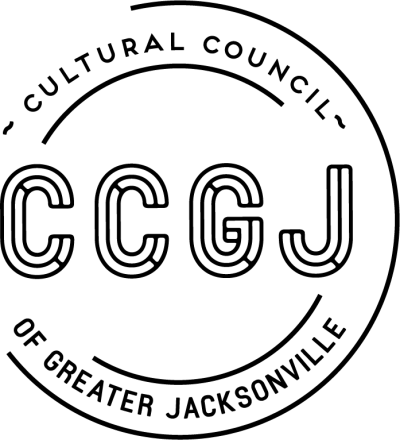 ~ CULTURAL COUNCIL ~
CCGJ
OF GREATER JACKSONVILLE